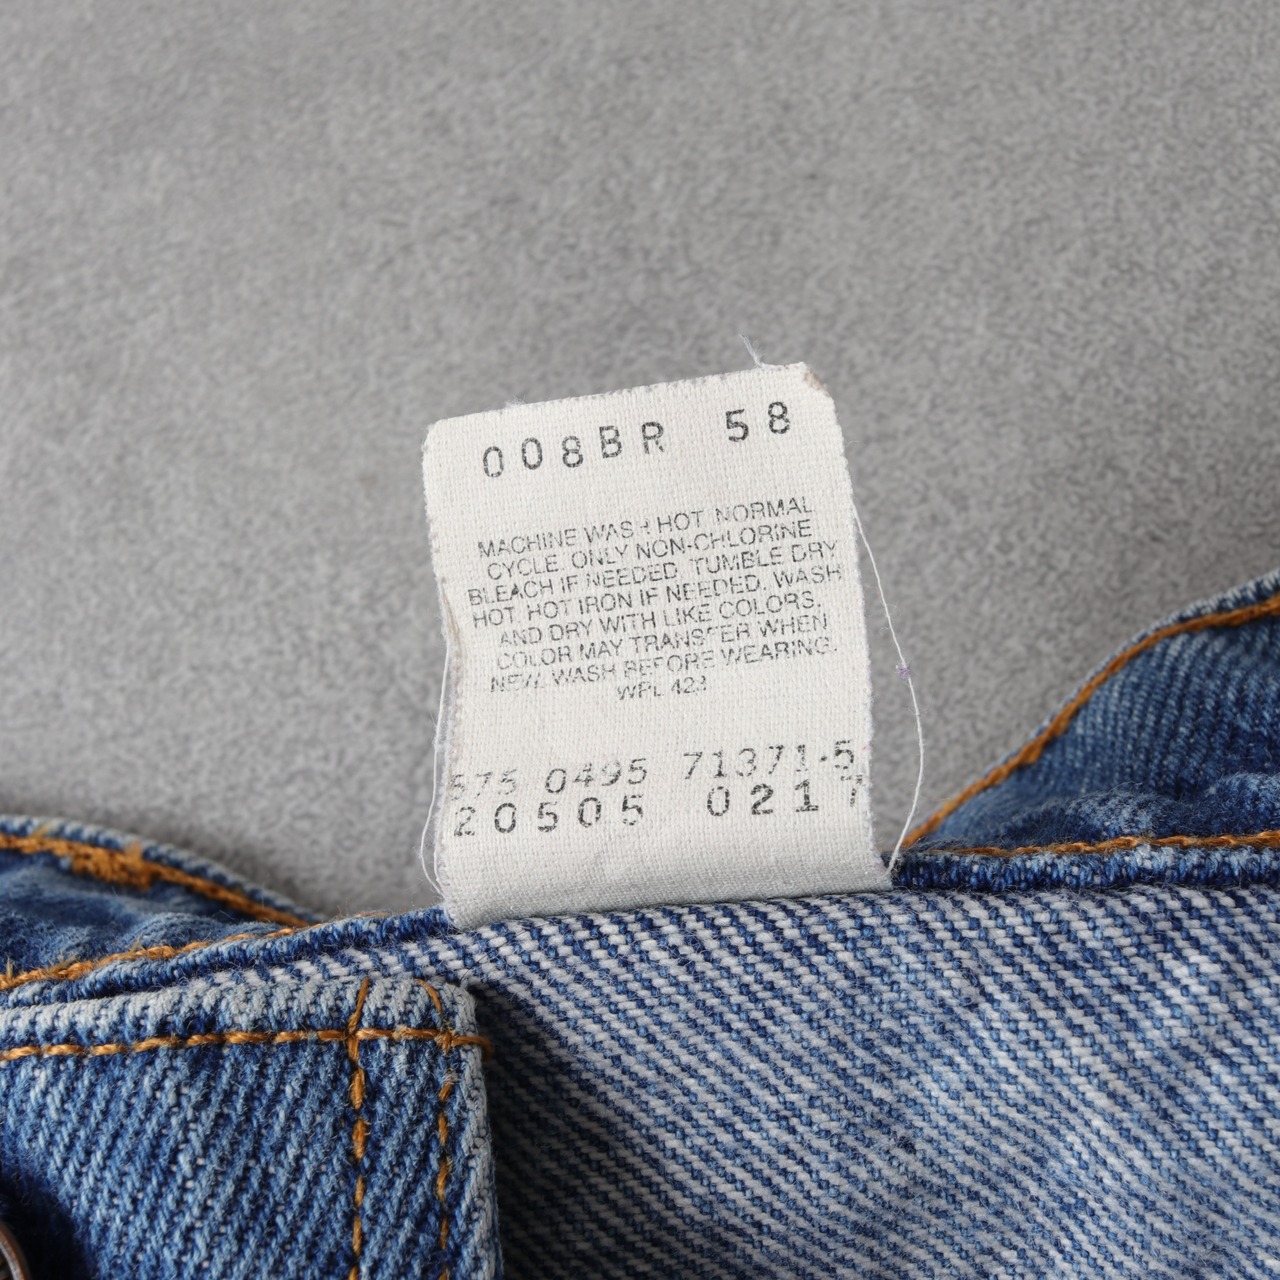 008BR 58
MACHINE WASH HOT, NORMAL
CYCLE. ONLY NON-CHLORINE
BLEACH IF NEEDED. TUMBLE DRY
HOT. HOT IRON IF NEEDED. WASH
AND DRY WITH LIKE COLORS.
COLOR MAY TRANSFER WHEN
NEW. WASH BEFORE WEARING.
WPL 423
575 0495 71371-5
20505 0217